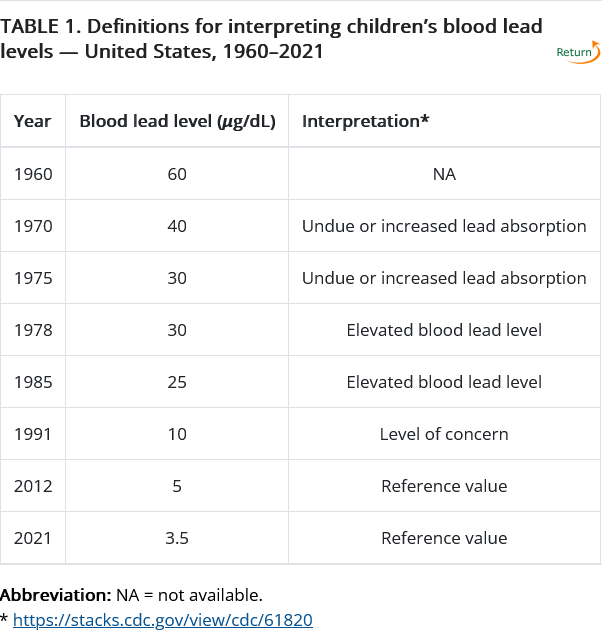 TABLE 1. Definitions for interpreting children’s blood lead
levels — United States, 1960–2021
Return
Year Blood lead level (μg/dL) Interpretation*
1960 60 NA
1970 40 Undue or increased lead absorption
1975 30 Undue or increased lead absorption
1978 30 Elevated blood lead level
1985 25 Elevated blood lead level
1991 10 Level of concern
2012 5 Reference value
2021 3.5 Reference value
Abbreviation: NA = not available.
* https://stacks.cdc.gov/view/cdc/61820